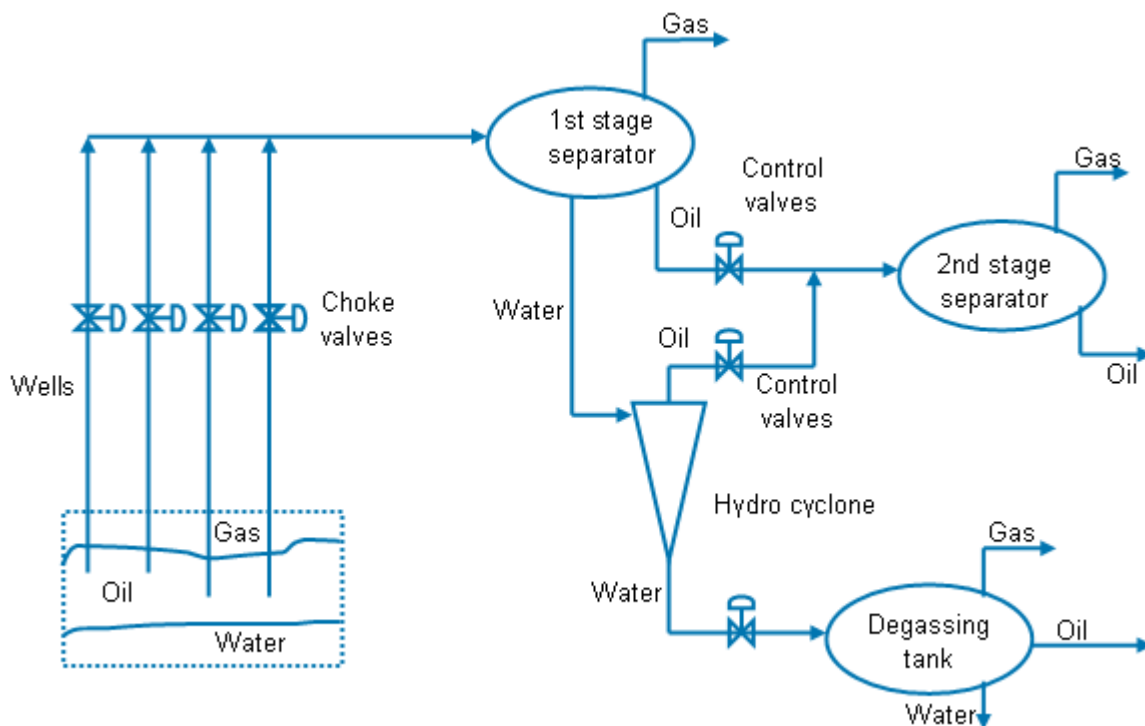 Gas
1st stage
separator
Control
valves
Gas
Oil
2nd stage
separator
Water
Choke
valves
Oil
Oil
Wells
Control
valves
Hydro cyclone
Gas
Gas
Oil
Water
Degassing
tank
Oil
Water
Water